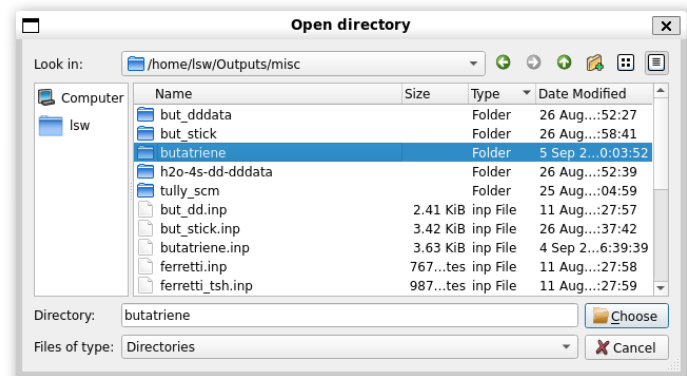 Open directory
Look in: /home/lsw/Outputs/misc
Computer
lsw
Name Size Type Date Modified
but_dddata Folder 26 Aug...:52:27
but_stick Folder 26 Aug...:58:41
butatriene Folder 5 Sep 2...0:03:52
h2o-4s-dd-dddata Folder 26 Aug...:52:39
tully_scm Folder 25 Aug...:04:59
but_dd.inp 2.41 KiB inp File 11 Aug...:27:57
but_stick.inp 3.42 KiB inp File 26 Aug...:37:42
butatriene.inp 3.63 KiB inp File 4 Sep 2...6:39:39
ferretti.inp 767...tes inp File 11 Aug...:27:58
ferretti_tsh.inp 987...tes inp File 11 Aug...:27:59
Directory: butatriene Choose
Files of type: Directories Cancel